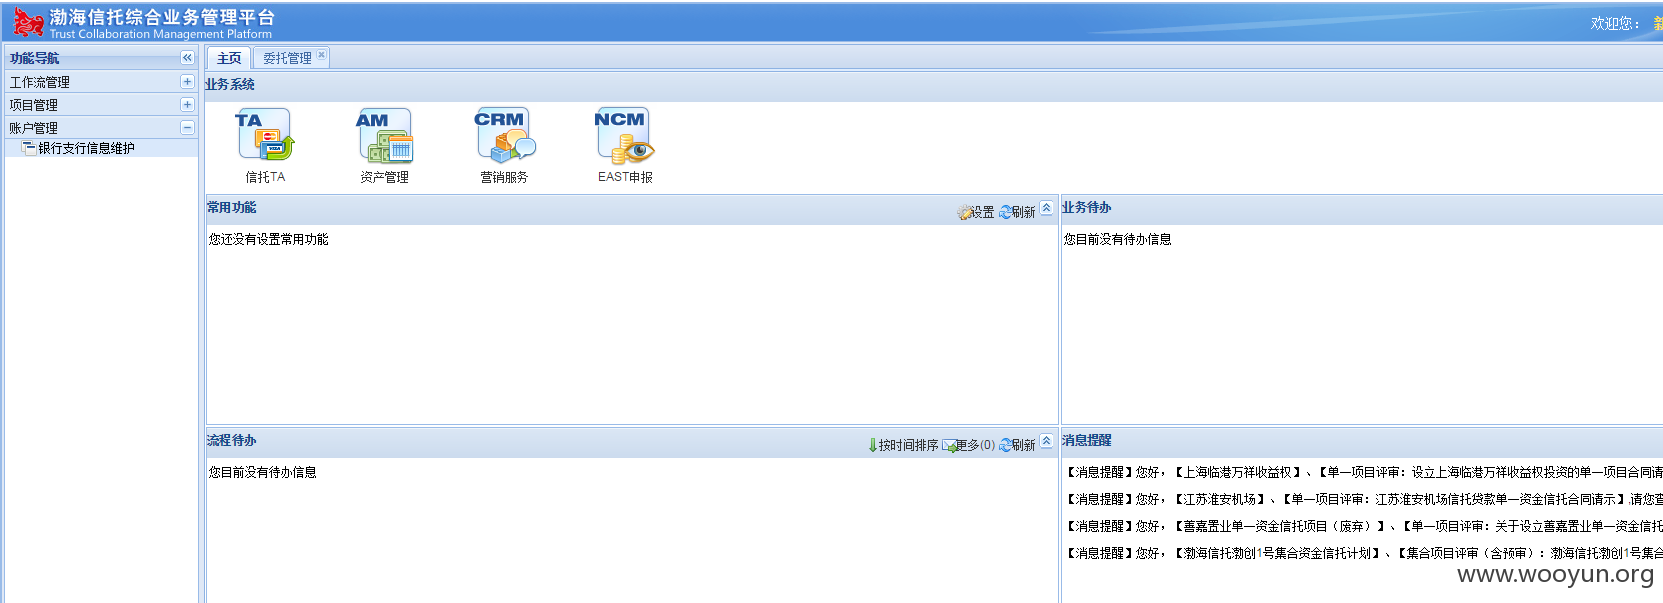 渤海信托综合业务管理平台
Trust Collaboration Management Platform
欢迎您：
功能导航
工作流管理
项目管理
账户管理
银行支行信息维护
主页
委托管理
业务系统
TA
信托TA
AM
资产管理
CRM
营销服务
NCM
EAST申报
常用功能
设置
刷新
您还没有设置常用功能
业务待办
您目前没有待办信息
流程待办
按时间排序
更多(0)
刷新
您目前没有待办信息
消息提醒
【消息提醒】您好，【上海临港万祥收益权】、【单一项目评审：设立上海临港万祥收益权投资的单一项目合同请
【消息提醒】您好，【江苏淮安机场】、【单一项目评审：江苏淮安机场信托贷款单一资金信托合同请示】,请您查
【消息提醒】您好，【善嘉置业单一资金信托项目（废弃）】、【单一项目评审：关于设立善嘉置业单一资金信托
【消息提醒】您好，【渤海信托渤创1号集合资金信托计划】、【集合项目评审（含预审）：渤海信托渤创1号集合
www.wooyun.org